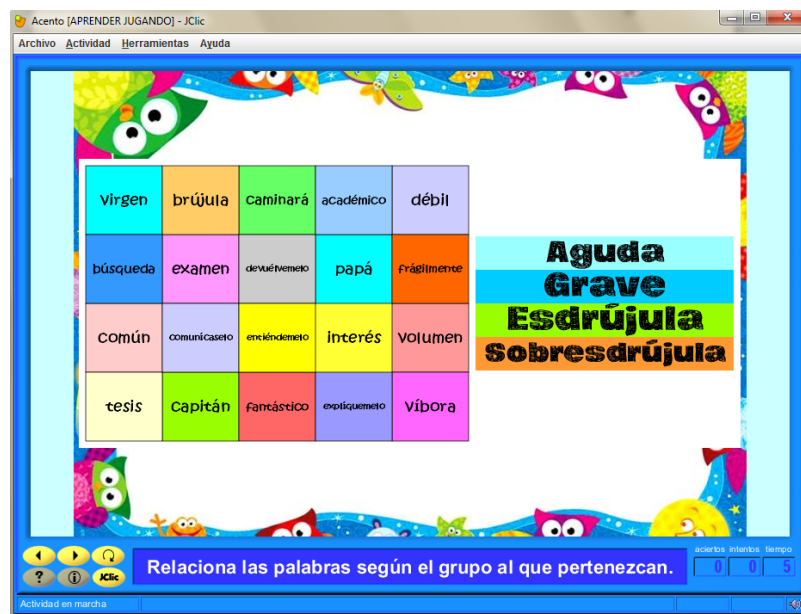 Acento [APRENDER JUGANDO] - JClic
Archivo Actividad Herramientas Ayuda
virgen brújula caminará académico débil
búsqueda examen devuélvemelo papá frágilmente
común comunícaselo entiéndemelo interés volumen
tesis capitán fantástico explíquemelo víbora
Aguda
Grave
Esdrújula
Sobresdrújula
Relaciona las palabras según el grupo al que pertenezcan.
aciertos intentos tiempo
0 0 5
? i JClic
Actividad en marcha